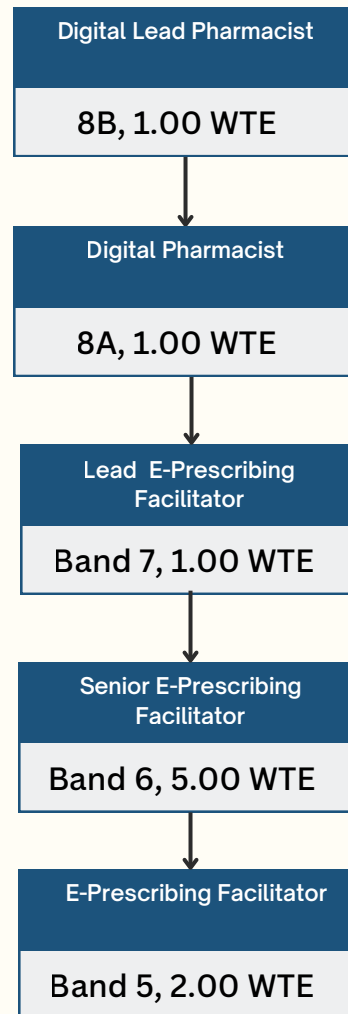 Digital Lead Pharmacist
8B, 1.00 WTE
Digital Pharmacist
8A, 1.00 WTE
Lead E-Prescribing
Facilitator
Band 7, 1.00 WTE
Senior E-Prescribing
Facilitator
Band 6, 5.00 WTE
E-Prescribing Facilitator
Band 5, 2.00 WTE